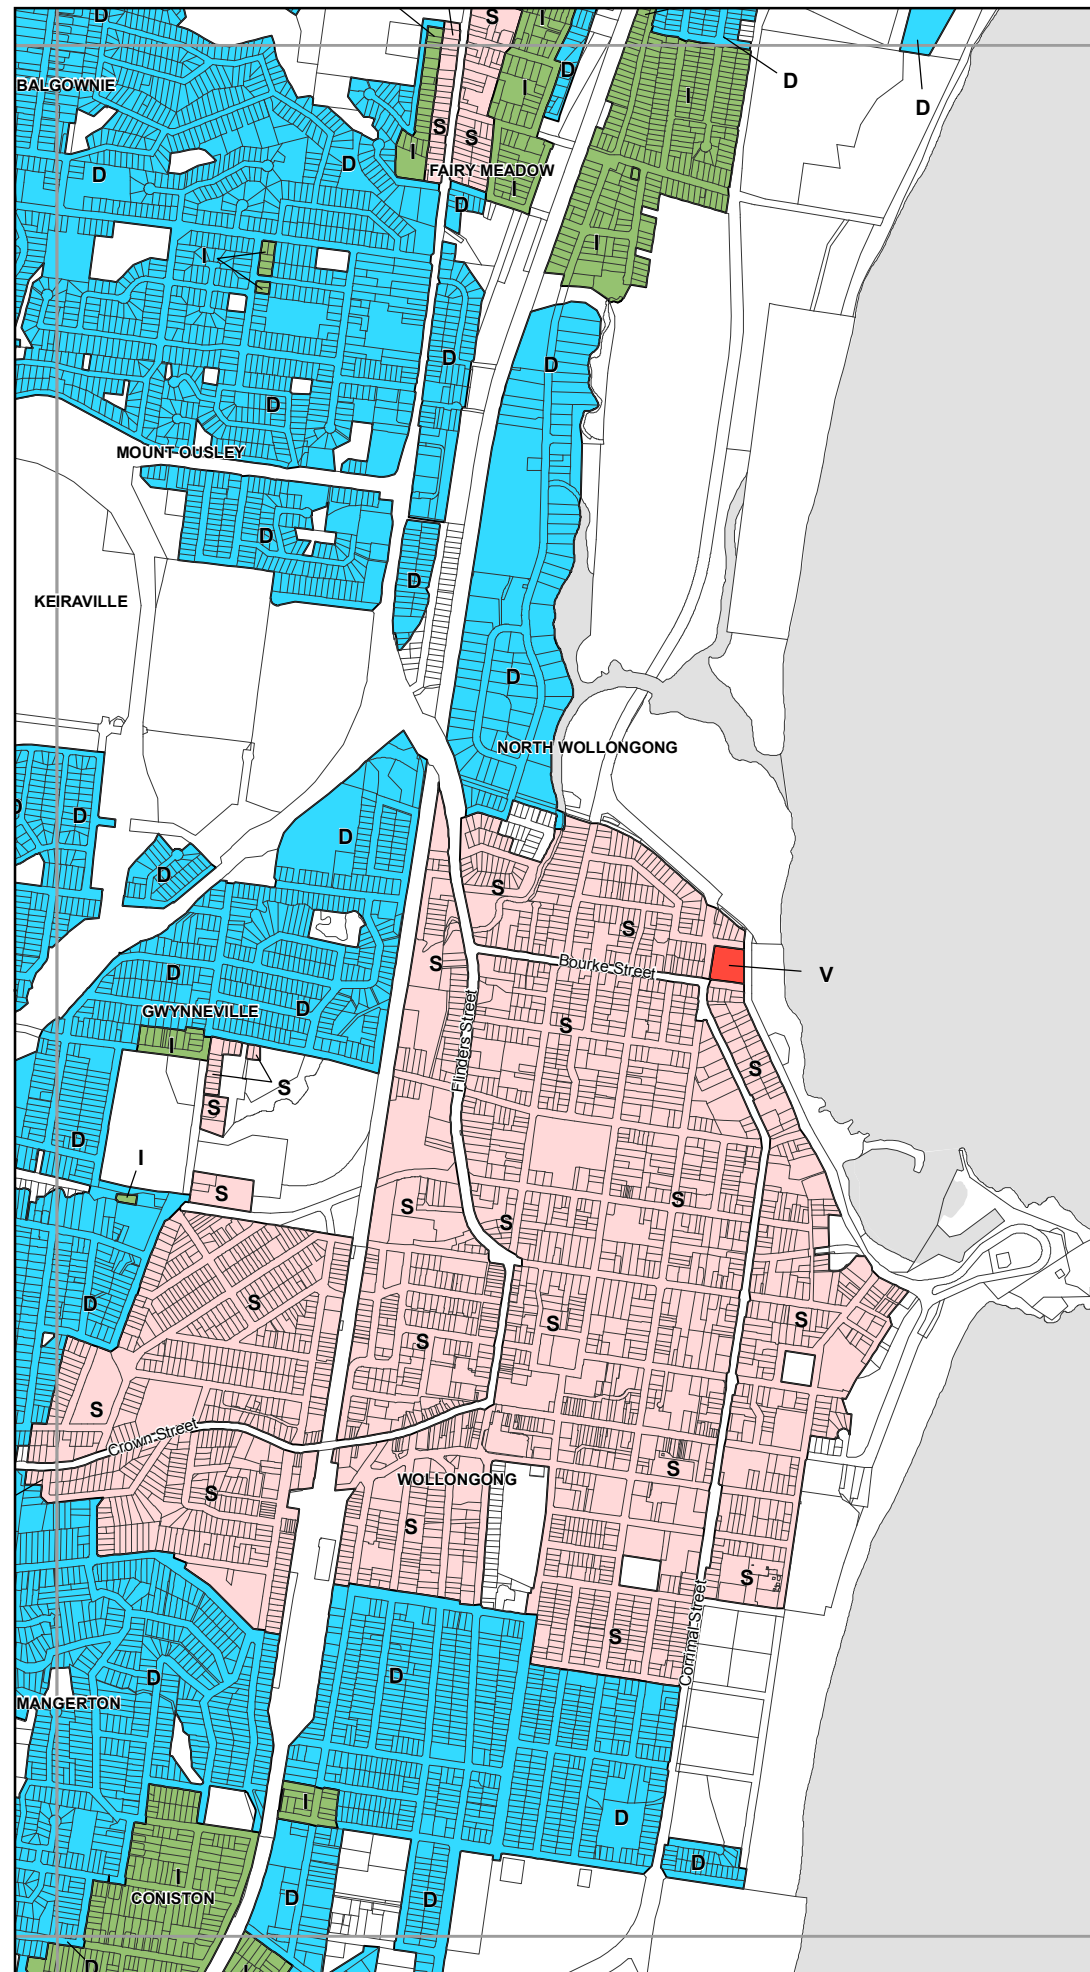 D
S
I
D
D
D
BALGOWNIE
I
I
S
S
I
D
D
FAIRY MEADOW
I
D
I
I
D
D
D
D
MOUNT OUSLEY
D
D
KEIRAVILLE
D
NORTH WOLLONGONG
D
D
D
D
S
S
S
Bourke Street
V
D
D
GWYNNEVILLE
I
Flinders Street
S
S
S
S
D
I
S
S
S
S
D
S
S
S
S
S
Crown Street
S
WOLLONGONG
S
S
S
S
Corrimal Street
S
D
D
MANGERTON
I
D
D
I
CONISTON
D
D
D
I